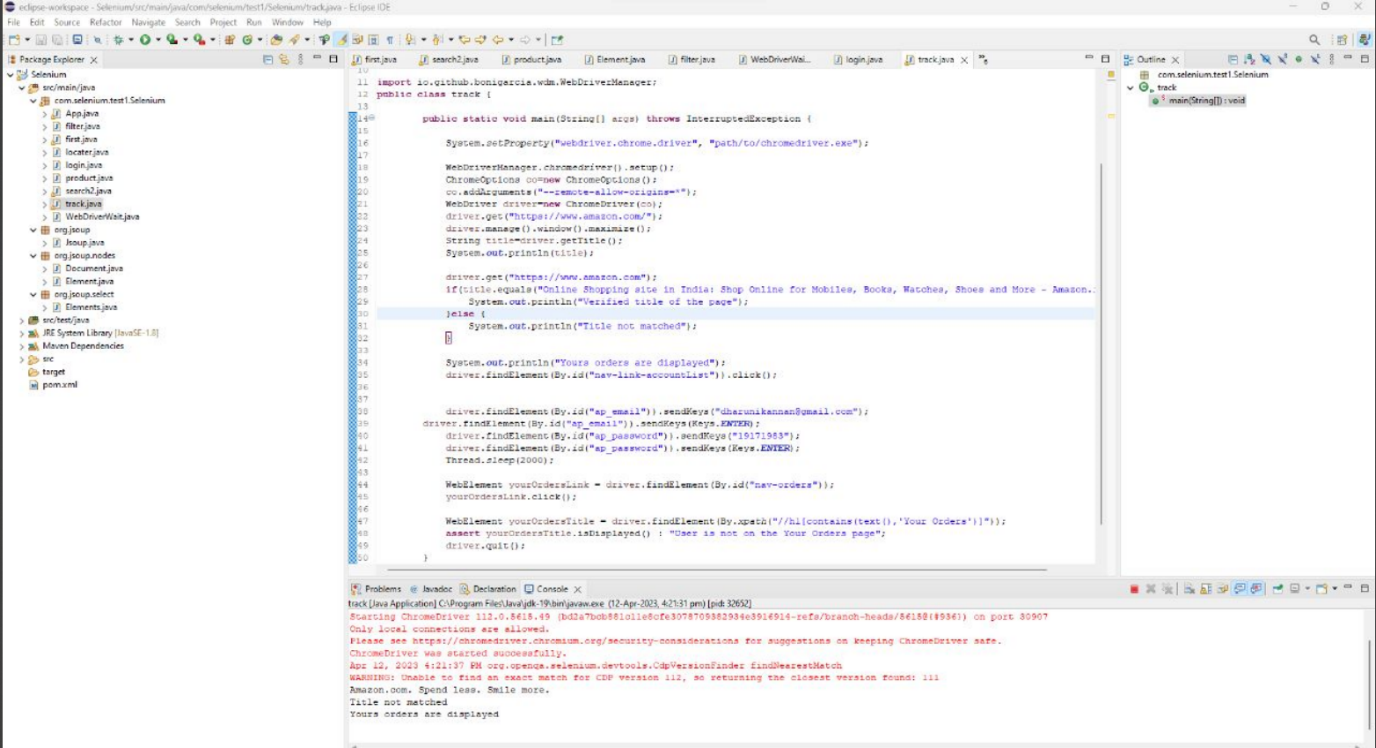 eclipse-workspace - Selenium/src/main/java/com/selenium/test1/Selenium/track.java - Eclipse IDE
File Edit Source Refactor Navigate Search Project Run Window Help
Package Explorer
Selenium
src/main/java
com.selenium.test1.Selenium
App.java
filter.java
first.java
locater.java
login.java
product.java
search2.java
track.java
WebDriverWait.java
org.jsoup
Jsoup.java
org.jsoup.nodes
Document.java
Element.java
org.jsoup.select
Elements.java
src/test/java
JRE System Library [JavaSE-1.8]
Maven Dependencies
src
target
pom.xml
first.java search2.java product.java Element.java filter.java WebDriverWai... login.java track.java
10
11 import io.github.bonigarcia.wdm.WebDriverManager;
12 public class track {
13
14 public static void main(String[] args) throws InterruptedException {
15
16 System.setProperty("webdriver.chrome.driver", "path/to/chromedriver.exe");
17
18 WebDriverManager.chromedriver().setup();
19 ChromeOptions co=new ChromeOptions();
20 co.addArguments("--remote-allow-origins=*");
21 WebDriver driver=new ChromeDriver(co);
22 driver.get("https://www.amazon.com/");
23 driver.manage().window().maximize();
24 String title=driver.getTitle();
25 System.out.println(title);
26
27 driver.get("https://www.amazon.com");
28 if(title.equals("Online Shopping site in India: Shop Online for Mobiles, Books, Watches, Shoes and More - Amazon.
29 System.out.println("Verified title of the page");
30 }else {
31 System.out.println("Title not matched");
32 }
33
34 System.out.println("Yours orders are displayed");
35 driver.findElement(By.id("nav-link-accountList")).click();
36
37
38 driver.findElement(By.id("ap_email")).sendKeys("dharunikannan@gmail.com");
39 driver.findElement(By.id("ap_email")).sendKeys(Keys.ENTER);
40 driver.findElement(By.id("ap_password")).sendKeys("19171983");
41 driver.findElement(By.id("ap_password")).sendKeys(Keys.ENTER);
42 Thread.sleep(2000);
43
44 WebElement yourOrdersLink = driver.findElement(By.id("nav-orders"));
45 yourOrdersLink.click();
46
47 WebElement yourOrdersTitle = driver.findElement(By.xpath("//h1[contains(text(),'Your Orders')]"));
48 assert yourOrdersTitle.isDisplayed() : "User is not on the Your Orders page";
49 driver.quit();
50 }
Outline
com.selenium.test1.Selenium
track
main(String[]) : void
Problems Javadoc Declaration Console
track [Java Application] C:\Program Files\Java\jdk-19\bin\javaw.exe (12-Apr-2023, 4:21:31 pm) [pid: 32652]
Starting ChromeDriver 112.0.5615.49 on port 30907
Only local connections are allowed.
Please see https://chromedriver.chromium.org/security-considerations for suggestions on keeping ChromeDriver safe.
ChromeDriver was started successfully.
Apr 12, 2023 4:21:37 PM org.openqa.selenium.devtools.CdpVersionFinder findNearestMatch
WARNING: Unable to find an exact match for CDP version 112, so returning the closest version found: 111
Amazon.com. Spend less. Smile more.
Title not matched
Yours orders are displayed